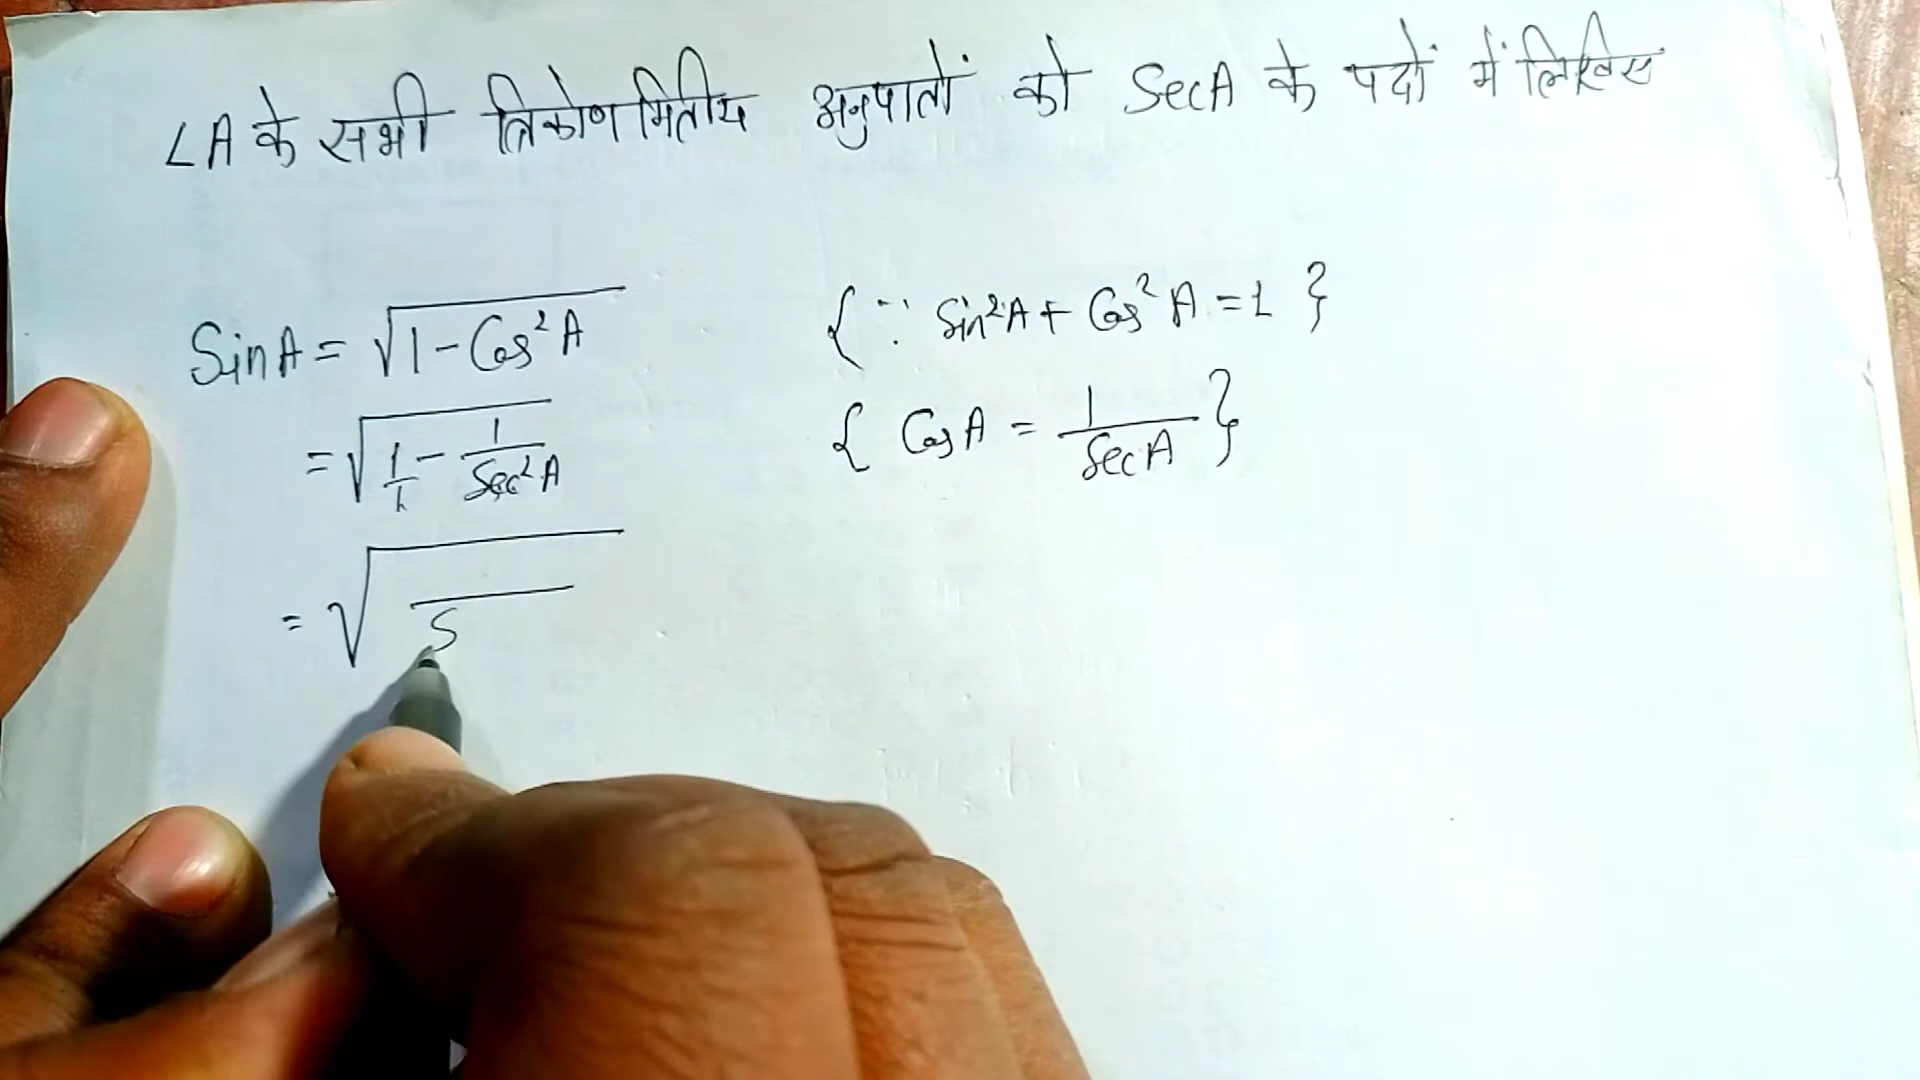 ∠A के सभी त्रिकोणमितीय अनुपातों को SecA के पदों में लिखिए
SinA = √(1 - Cos²A) {∵ Sin²A + Cos²A = 1}
= √(1/1 - 1/Sec²A) {CosA = 1/SecA}
= √ S